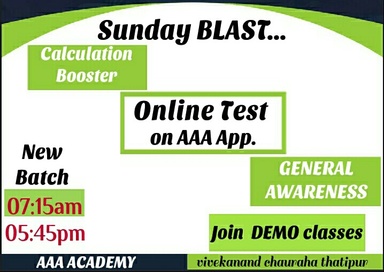 Sunday BLAST...
Calculation
Booster
Online Test
on AAA App.
New
Batch
07:15am
05:45pm
GENERAL
AWARENESS
Join DEMO classes
AAA ACADEMY
vivekanand chauraha thatipur